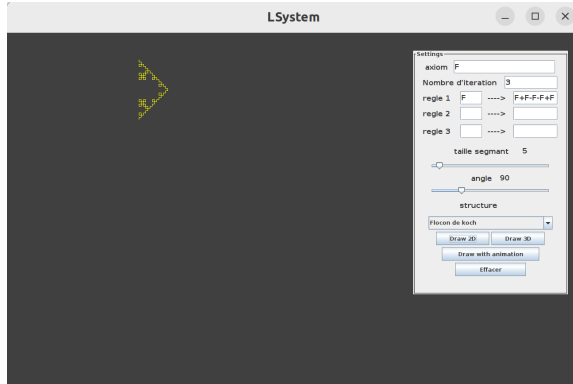 LSystem
Settings
axiom F
Nombre d'iteration 3
regle 1 F ----> F+F-F-F+F
regle 2 ---->
regle 3 ---->
taille segmant 5
angle 90
structure
Flocon de koch
Draw 2D Draw 3D
Draw with animation
Effacer